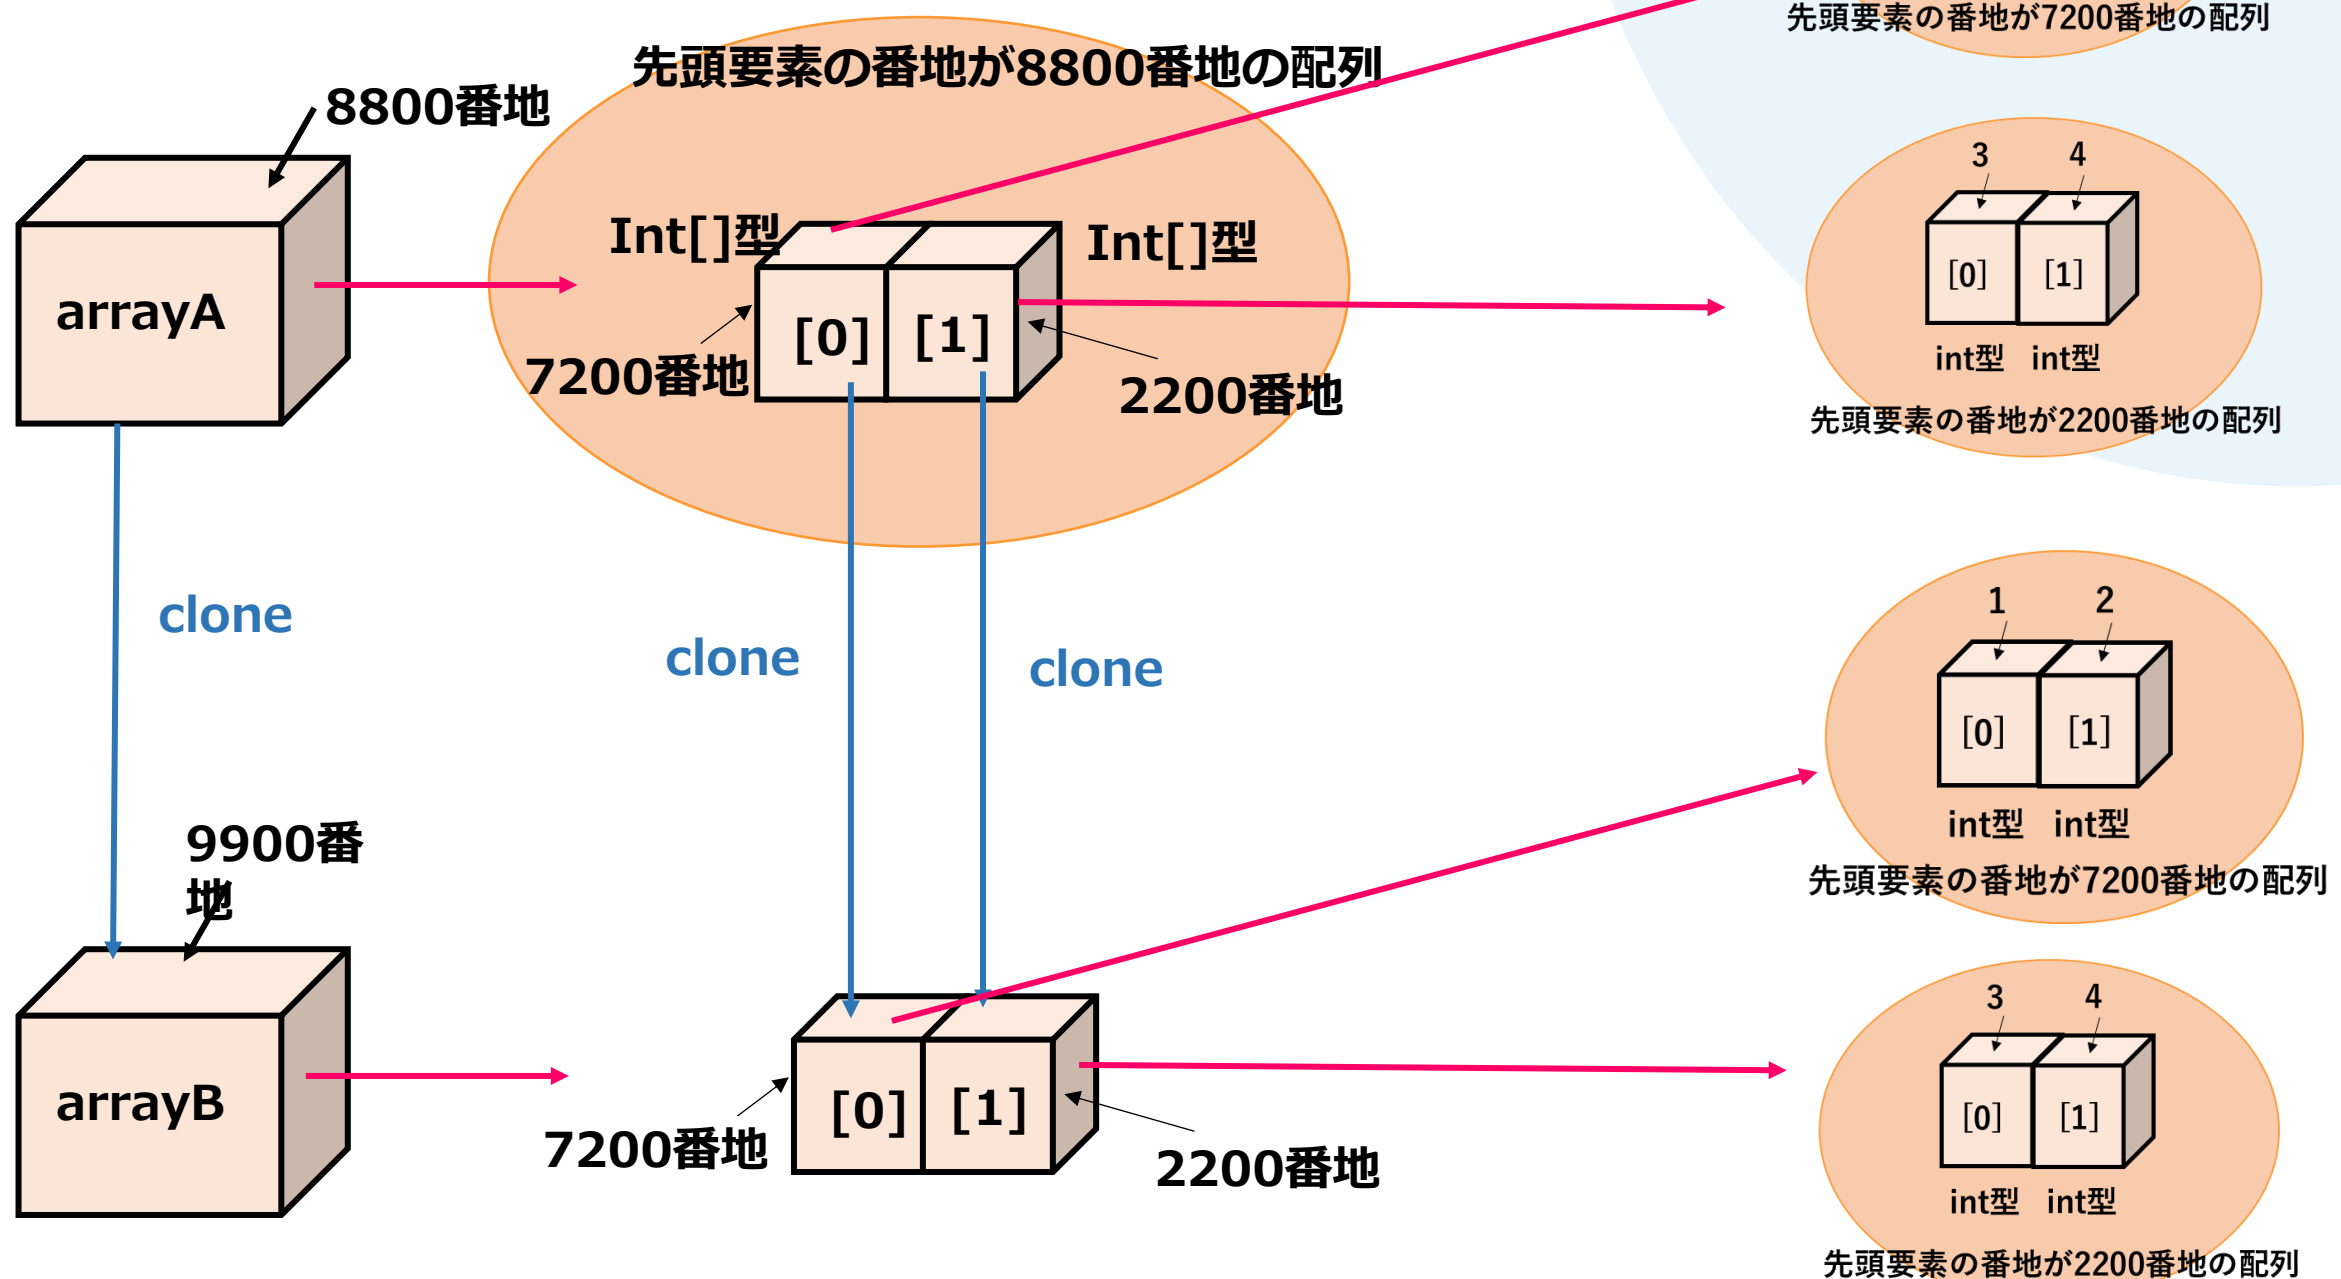 先頭要素の番地が7200番地の配列
先頭要素の番地が8800番地の配列
8800番地
3
4
Int[]型
Int[]型
[0]
[1]
arrayA
[0]
[1]
int型
int型
7200番地
2200番地
先頭要素の番地が2200番地の配列
clone
clone
clone
1
2
[0]
[1]
int型
int型
9900番
地
先頭要素の番地が7200番地の配列
3
4
arrayB
[0]
[1]
[0]
[1]
7200番地
2200番地
int型
int型
先頭要素の番地が2200番地の配列